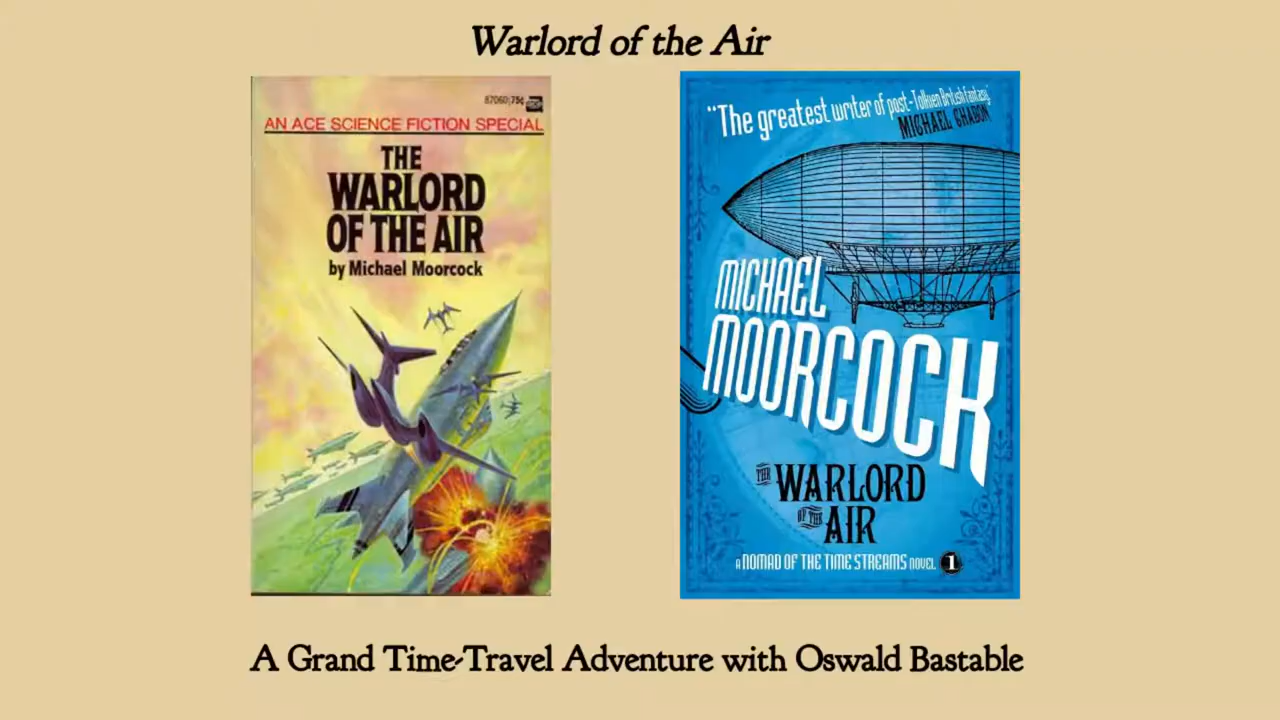 Warlord of the Air
87060|75¢
AN ACE SCIENCE FICTION SPECIAL
THE
WARLORD
OF THE AIR
by Michael Moorcock
"The greatest writer of post-Tolkien British fantasy"
MICHAEL CHABON
MICHAEL
MOORCOCK
THE WARLORD
OF THE AIR
A NOMAD OF THE TIME STREAMS NOVEL 1
A Grand Time-Travel Adventure with Oswald Bastable